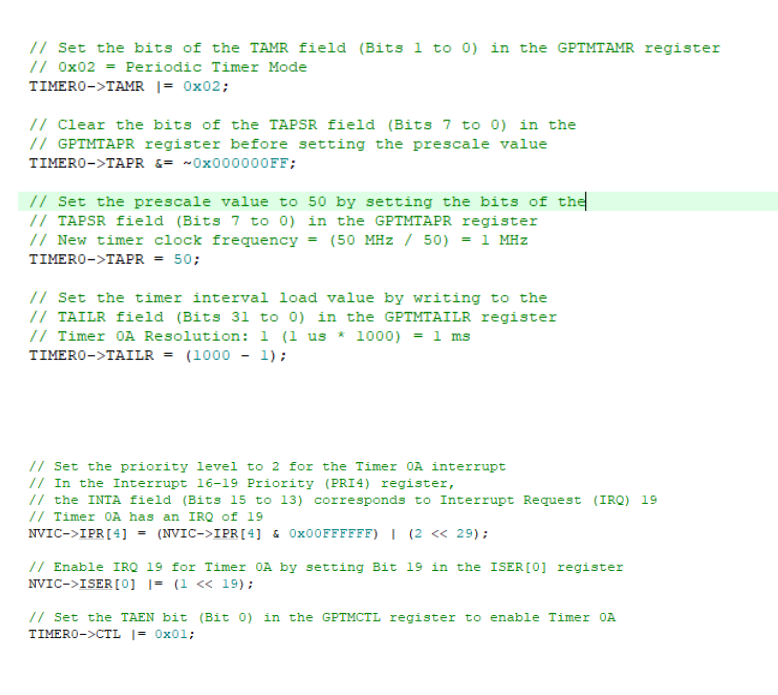 // Set the bits of the TAMR field (Bits 1 to 0) in the GPTMTAMR register
// 0x02 = Periodic Timer Mode
TIMER0->TAMR |= 0x02;
// Clear the bits of the TAPSR field (Bits 7 to 0) in the
// GPTMTAPR register before setting the prescale value
TIMER0->TAPR &= ~0x000000FF;
// Set the prescale value to 50 by setting the bits of the
// TAPSR field (Bits 7 to 0) in the GPTMTAPR register
// New timer clock frequency = (50 MHz / 50) = 1 MHz
TIMER0->TAPR = 50;
// Set the timer interval load value by writing to the
// TAILR field (Bits 31 to 0) in the GPTMTAILR register
// Timer 0A Resolution: 1 (1 us * 1000) = 1 ms
TIMER0->TAILR = (1000 - 1);
// Set the priority level to 2 for the Timer 0A interrupt
// In the Interrupt 16-19 Priority (PRI4) register,
// the INTA field (Bits 15 to 13) corresponds to Interrupt Request (IRQ) 19
// Timer 0A has an IRQ of 19
NVIC->IPR[4] = (NVIC->IPR[4] & 0x00FFFFFF) | (2 << 29);
// Enable IRQ 19 for Timer 0A by setting Bit 19 in the ISER[0] register
NVIC->ISER[0] |= (1 << 19);
// Set the TAEN bit (Bit 0) in the GPTMCTL register to enable Timer 0A
TIMER0->CTL |= 0x01;